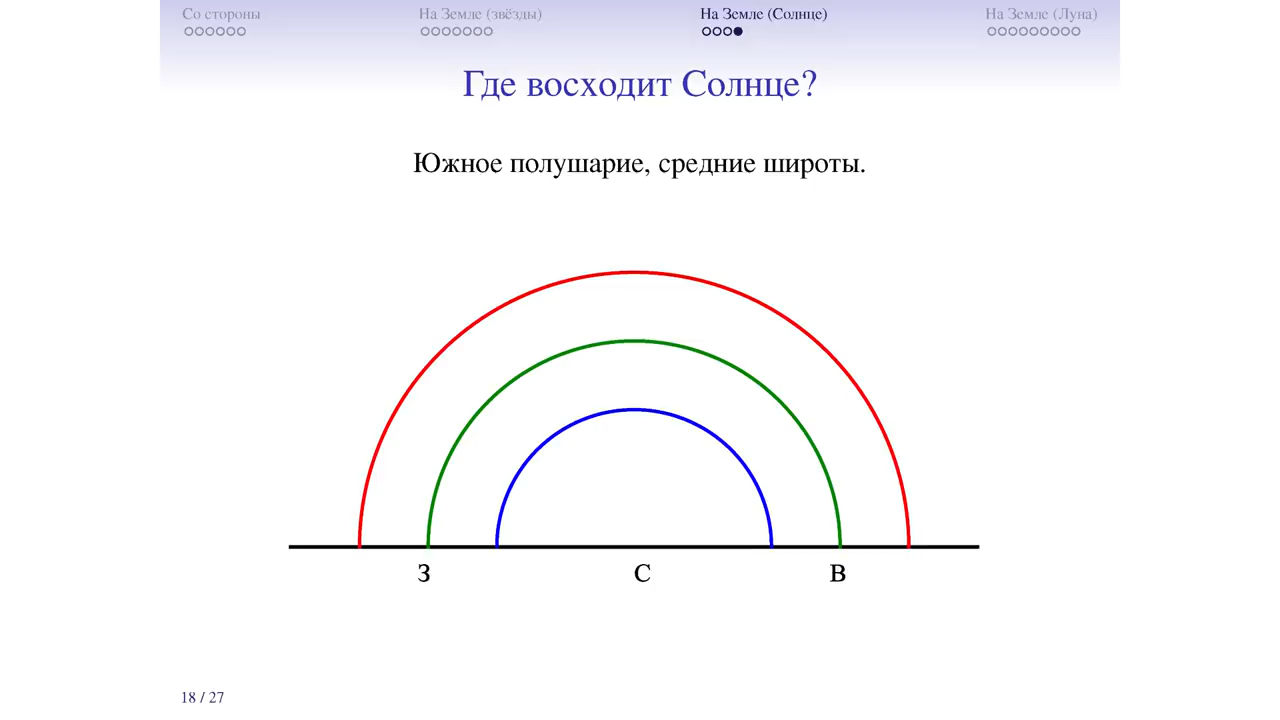 Со стороны На Земле (звёзды) На Земле (Солнце) На Земле (Луна)
Где восходит Солнце?
Южное полушарие, средние широты.
З С В
18 / 27